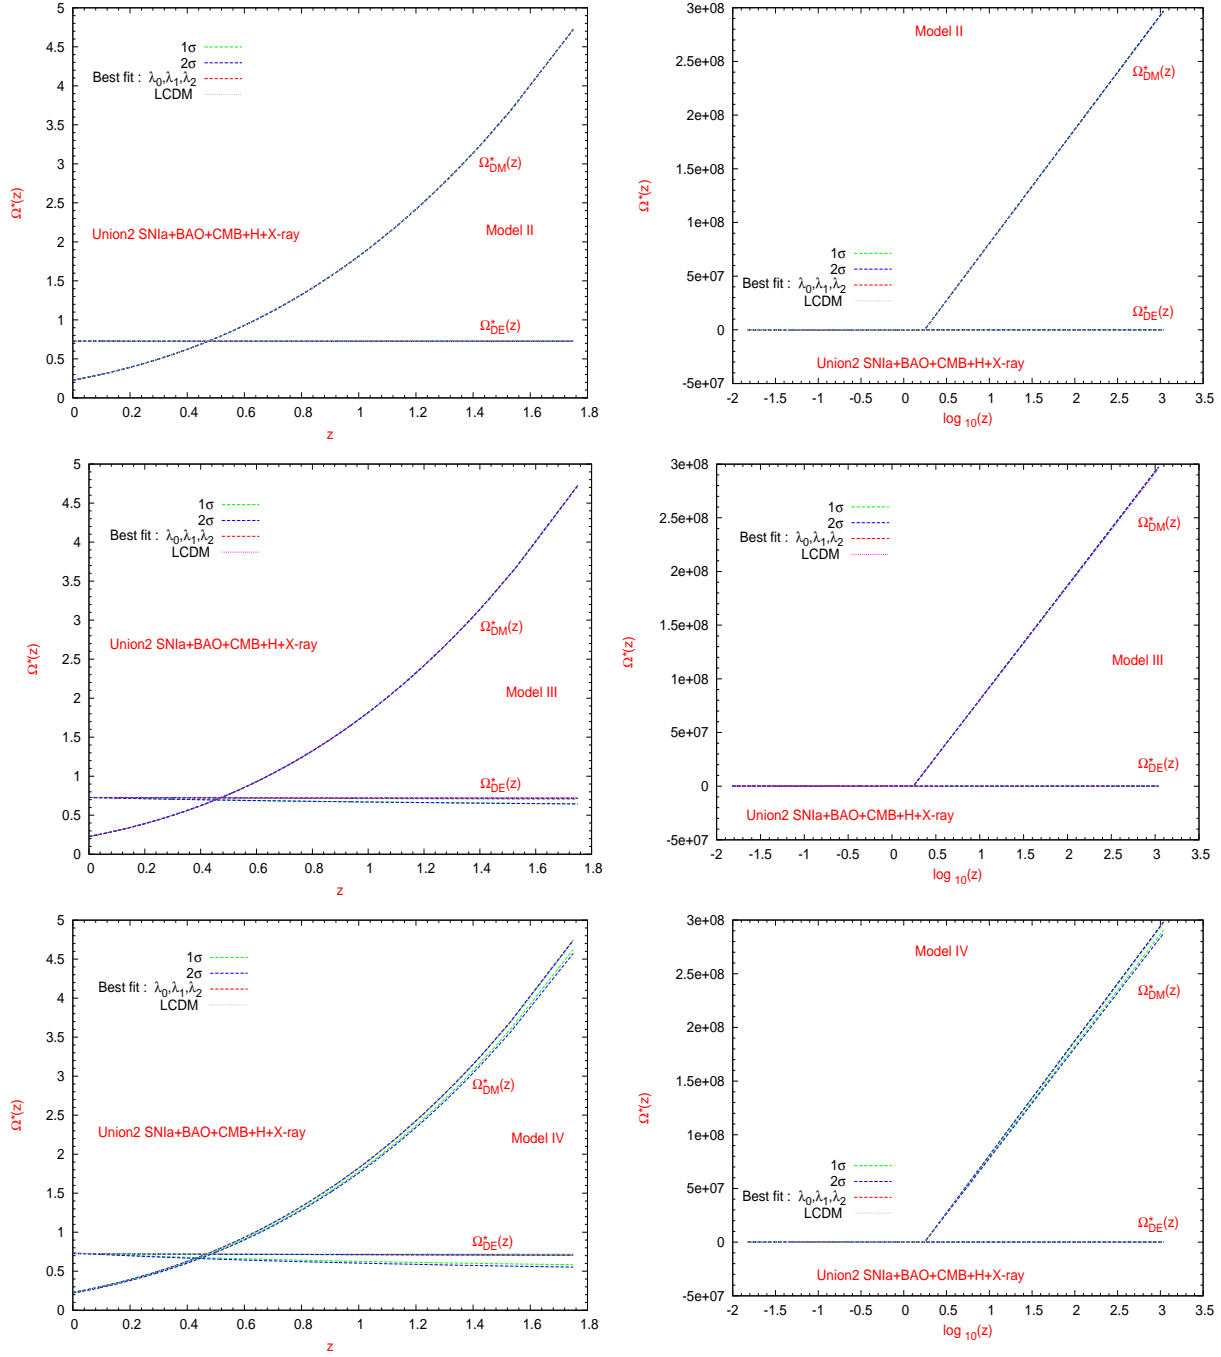 5
4.5
4
3.5
3
2.5
2
1.5
1
0.5
0
1σ
2σ
Best fit : λ0,λ1,λ2
LCDM
Ω*DM(z)
Union2 SNIa+BAO+CMB+H+X-ray
Model II
Ω*DE(z)
Ω*(z)
0 0.2 0.4 0.6 0.8 1 1.2 1.4 1.6 1.8
z
3e+08
2.5e+08
2e+08
1.5e+08
1e+08
5e+07
0
-5e+07
Model II
Ω*DM(z)
Ω*(z)
1σ
2σ
Best fit : λ0,λ1,λ2
LCDM
Ω*DE(z)
Union2 SNIa+BAO+CMB+H+X-ray
-2 -1.5 -1 -0.5 0 0.5 1 1.5 2 2.5 3 3.5
log 10(z)
5
4.5
4
3.5
3
2.5
2
1.5
1
0.5
0
1σ
2σ
Best fit : λ0,λ1,λ2
LCDM
Ω*DM(z)
Union2 SNIa+BAO+CMB+H+X-ray
Model III
Ω*DE(z)
Ω*(z)
0 0.2 0.4 0.6 0.8 1 1.2 1.4 1.6 1.8
z
3e+08
2.5e+08
2e+08
1.5e+08
1e+08
5e+07
0
-5e+07
1σ
2σ
Best fit : λ0,λ1,λ2
LCDM
Ω*DM(z)
Ω*(z)
Model III
Ω*DE(z)
Union2 SNIa+BAO+CMB+H+X-ray
-2 -1.5 -1 -0.5 0 0.5 1 1.5 2 2.5 3 3.5
log 10(z)
5
4.5
4
3.5
3
2.5
2
1.5
1
0.5
0
1σ
2σ
Best fit : λ0,λ1,λ2
LCDM
Ω*DM(z)
Union2 SNIa+BAO+CMB+H+X-ray
Model IV
Ω*DE(z)
Ω*(z)
0 0.2 0.4 0.6 0.8 1 1.2 1.4 1.6 1.8
z
3e+08
2.5e+08
2e+08
1.5e+08
1e+08
5e+07
0
-5e+07
Model IV
Ω*DM(z)
Ω*(z)
1σ
2σ
Best fit : λ0,λ1,λ2
LCDM
Ω*DE(z)
Union2 SNIa+BAO+CMB+H+X-ray
-2 -1.5 -1 -0.5 0 0.5 1 1.5 2 2.5 3 3.5
log 10(z)